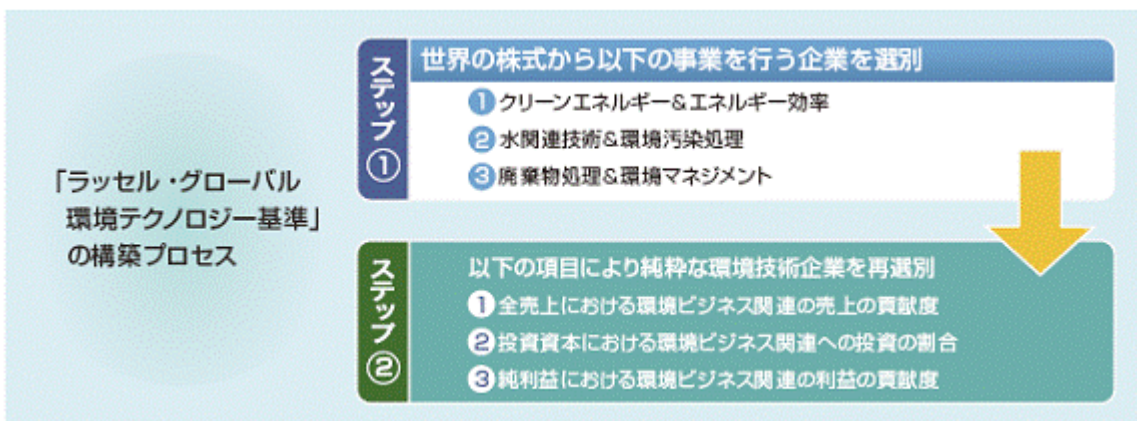 「ラッセル・グローバル
環境テクノロジー基準」
の構築プロセス
ステップ①
世界の株式から以下の事業を行う企業を選別
①クリーンエネルギー&エネルギー効率
②水関連技術&環境汚染処理
③廃棄物処理&環境マネジメント
ステップ②
以下の項目により純粋な環境技術企業を再選別
①全売上における環境ビジネス関連の売上の貢献度
②投資資本における環境ビジネス関連への投資の割合
③純利益における環境ビジネス関連の利益の貢献度